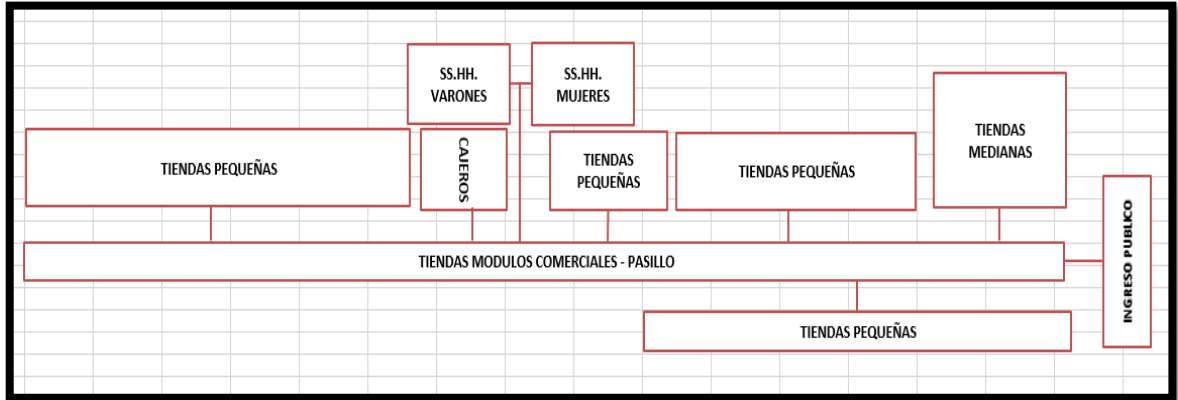 SS.HH.
VARONES
SS.HH.
MUJERES
TIENDAS PEQUEÑAS
CAJEROS
TIENDAS
PEQUEÑAS
TIENDAS PEQUEÑAS
TIENDAS
MEDIANAS
TIENDAS MODULOS COMERCIALES - PASILLO
INGRESO PUBLICO
TIENDAS PEQUEÑAS